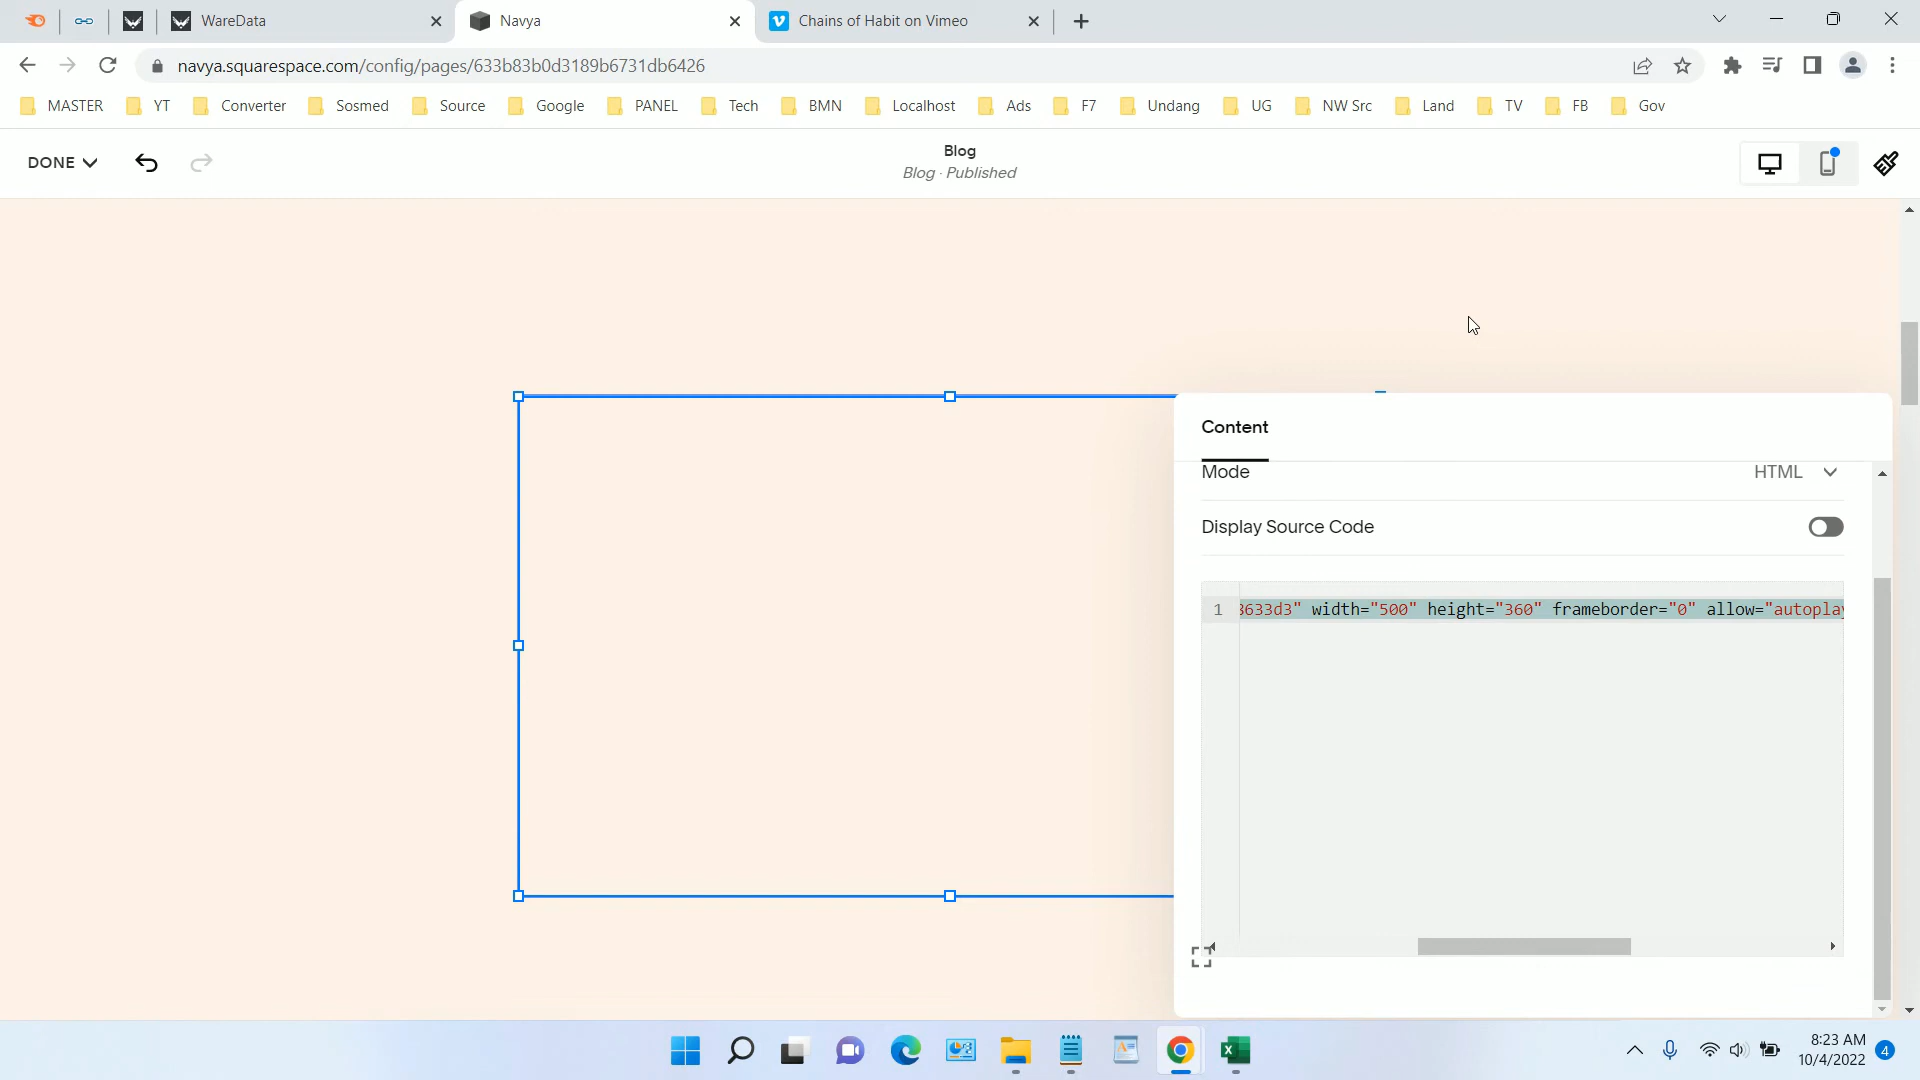 WareData
Navya
Chains of Habit on Vimeo
navya.squarespace.com/config/pages/633b83b0d3189b6731db6426
MASTER YT Converter Sosmed Source Google PANEL Tech BMN Localhost Ads F7 Undang UG NW Src Land TV FB Gov
DONE
Blog
Blog · Published
Content
Mode HTML
Display Source Code
1 3633d3" width="500" height="360" frameborder="0" allow="autoplay
8:23 AM
10/4/2022 4